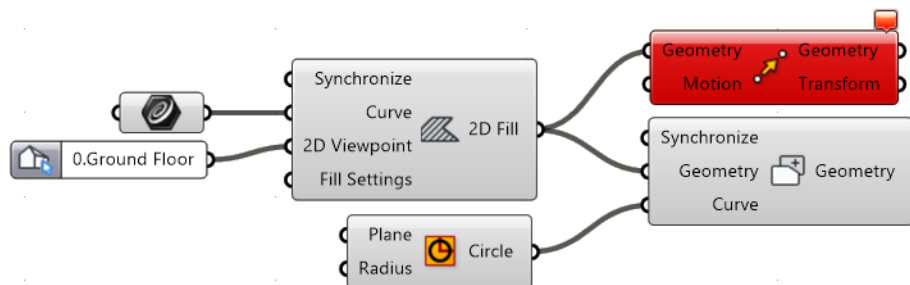 Geometry Geometry
Motion Transform
Synchronize
Curve
2D Viewpoint 2D Fill
Fill Settings
0.Ground Floor
Synchronize
Geometry Geometry
Curve
Plane
Radius Circle